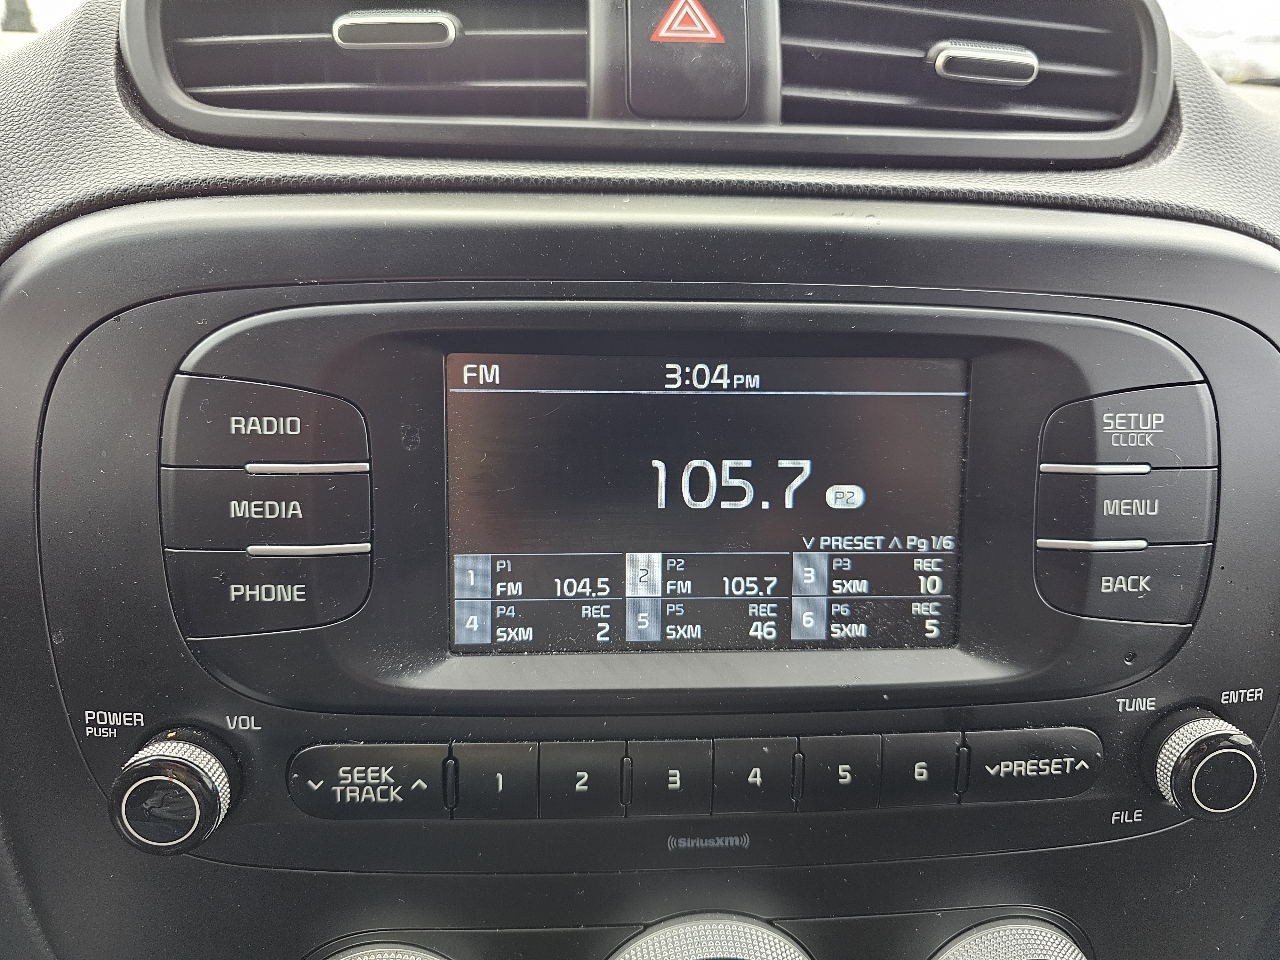 FM 3:04 PM
105.7 P2
∨ PRESET ∧ Pg 1/6
1 P1 FM 104.5
2 P2 FM 105.7
3 P3 REC SXM 10
4 P4 REC SXM 2
5 P5 REC SXM 46
6 P6 REC SXM 5
RADIO
MEDIA
PHONE
SETUP
CLOCK
MENU
BACK
POWER
PUSH
VOL
TUNE
ENTER
FILE
∨ SEEK ∧
TRACK
1 2 3 4 5 6
∨PRESET∧
((SiriusXM))